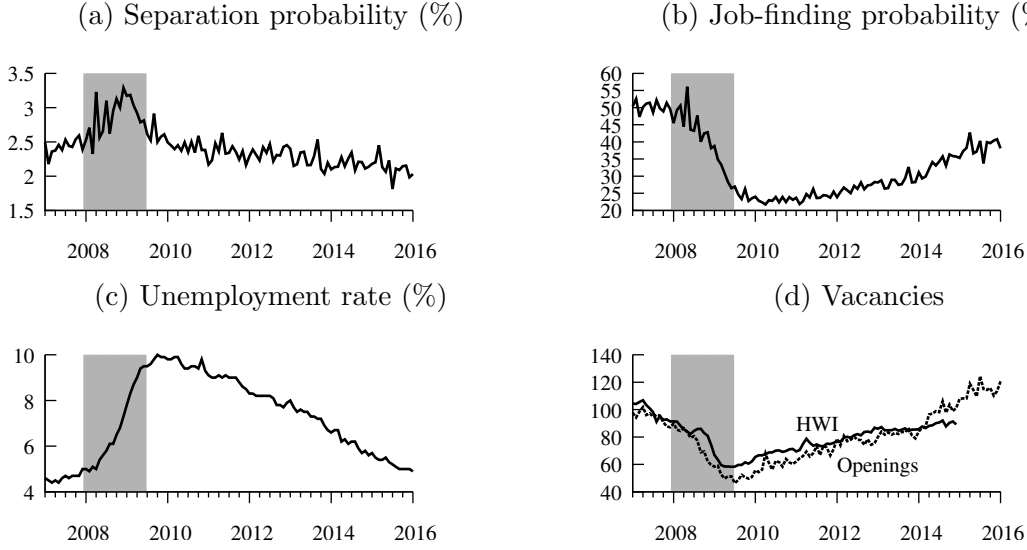 (a) Separation probability (%)
(b) Job-finding probability (%
3.5
3
2.5
2
1.5
2008 2010 2012 2014 2016
60
55
50
45
40
35
30
25
20
2008 2010 2012 2014 2016
(c) Unemployment rate (%)
(d) Vacancies
10
8
6
4
2008 2010 2012 2014 2016
140
120
100
80
60
40
HWI
Openings
2008 2010 2012 2014 2016